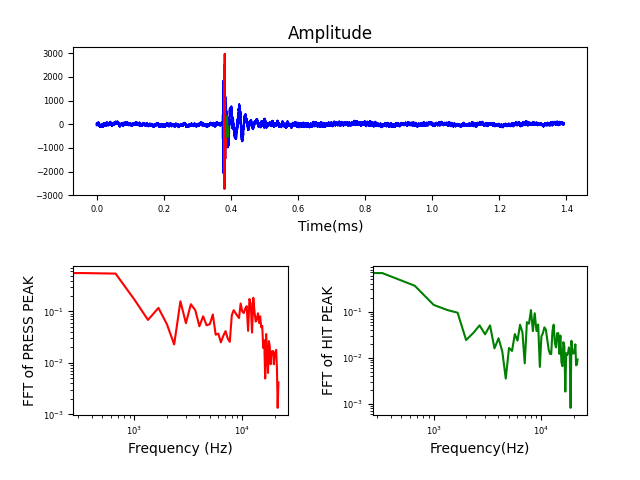 Amplitude
3000
2000
1000
0
−1000
−2000
−3000
0.0 0.2 0.4 0.6 0.8 1.0 1.2 1.4
Time(ms)
FFT of PRESS PEAK
10⁻¹
10⁻²
10⁻³
10³ 10⁴
Frequency (Hz)
FFT of HIT PEAK
10⁻¹
10⁻²
10⁻³
10³ 10⁴
Frequency(Hz)